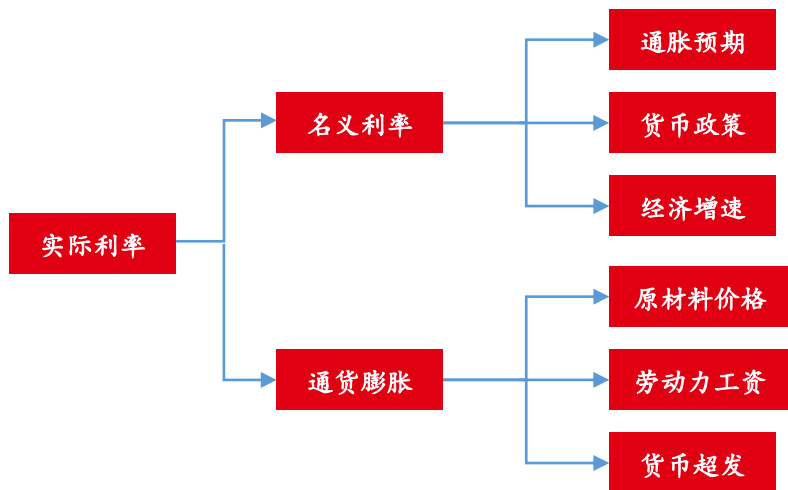 通胀预期
货币政策
名义利率
经济增速
实际利率
原材料价格
通货膨胀
劳动力工资
货币超发